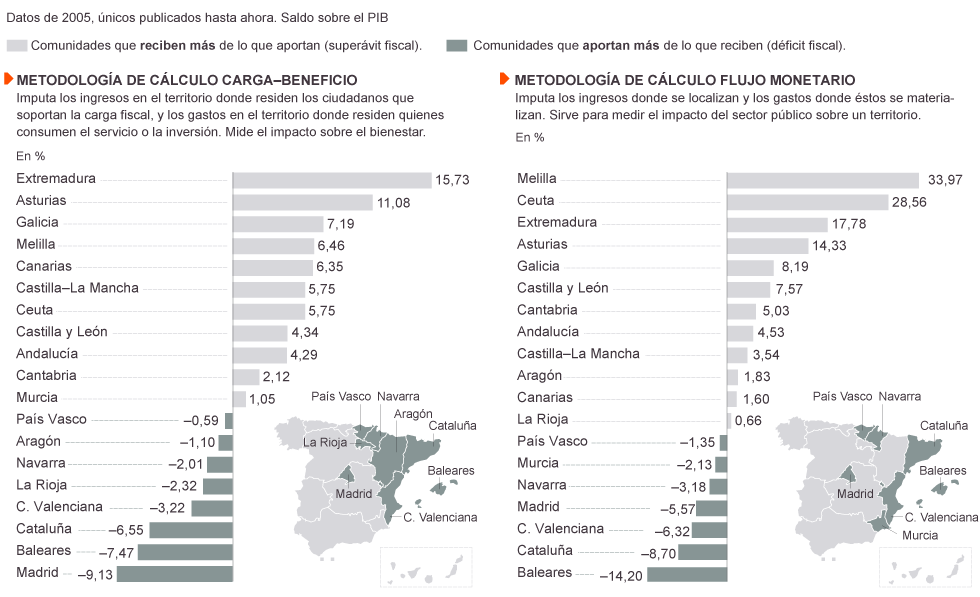 Datos de 2005, únicos publicados hasta ahora. Saldo sobre el PIB
Comunidades que reciben más de lo que aportan (superávit fiscal).
Comunidades que aportan más de lo que reciben (déficit fiscal).
METODOLOGÍA DE CÁLCULO CARGA–BENEFICIO
Imputa los ingresos en el territorio donde residen los ciudadanos que
soportan la carga fiscal, y los gastos en el territorio donde residen quienes
consumen el servicio o la inversión. Mide el impacto sobre el bienestar.
En %
Extremadura 15,73
Asturias 11,08
Galicia 7,19
Melilla 6,46
Canarias 6,35
Castilla–La Mancha 5,75
Ceuta 5,75
Castilla y León 4,34
Andalucía 4,29
Cantabria 2,12
Murcia 1,05
País Vasco –0,59
Aragón –1,10
Navarra –2,01
La Rioja –2,32
C. Valenciana –3,22
Cataluña –6,55
Baleares –7,47
Madrid –9,13
País Vasco
Navarra
Aragón
Cataluña
La Rioja
Baleares
Madrid
C. Valenciana
METODOLOGÍA DE CÁLCULO FLUJO MONETARIO
Imputa los ingresos donde se localizan y los gastos donde éstos se materia-
lizan. Sirve para medir el impacto del sector público sobre un territorio.
En %
Melilla 33,97
Ceuta 28,56
Extremadura 17,78
Asturias 14,33
Galicia 8,19
Castilla y León 7,57
Cantabria 5,03
Andalucía 4,53
Castilla–La Mancha 3,54
Aragón 1,83
Canarias 1,60
La Rioja 0,66
País Vasco –1,35
Murcia –2,13
Navarra –3,18
Madrid –5,57
C. Valenciana –6,32
Cataluña –8,70
Baleares –14,20
País Vasco
Navarra
Cataluña
Baleares
Madrid
C. Valenciana
Murcia